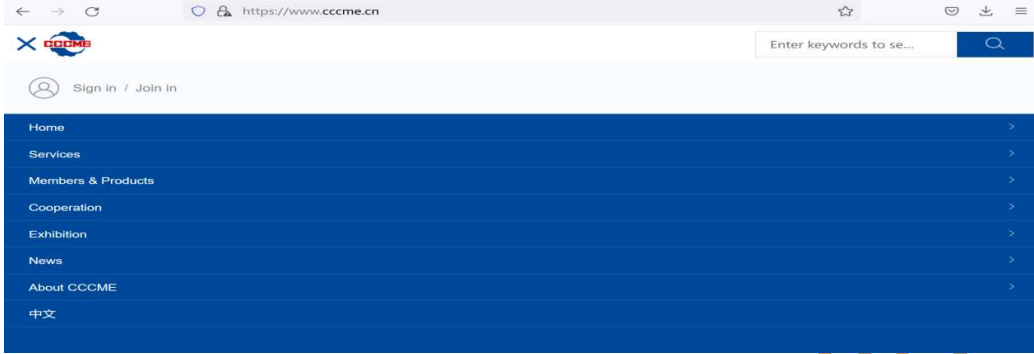 https://www.cccme.cn
CCCME
Enter keywords to se...
Sign in / Join in
Home
Services
Members & Products
Cooperation
Exhibition
News
About CCCME
中文